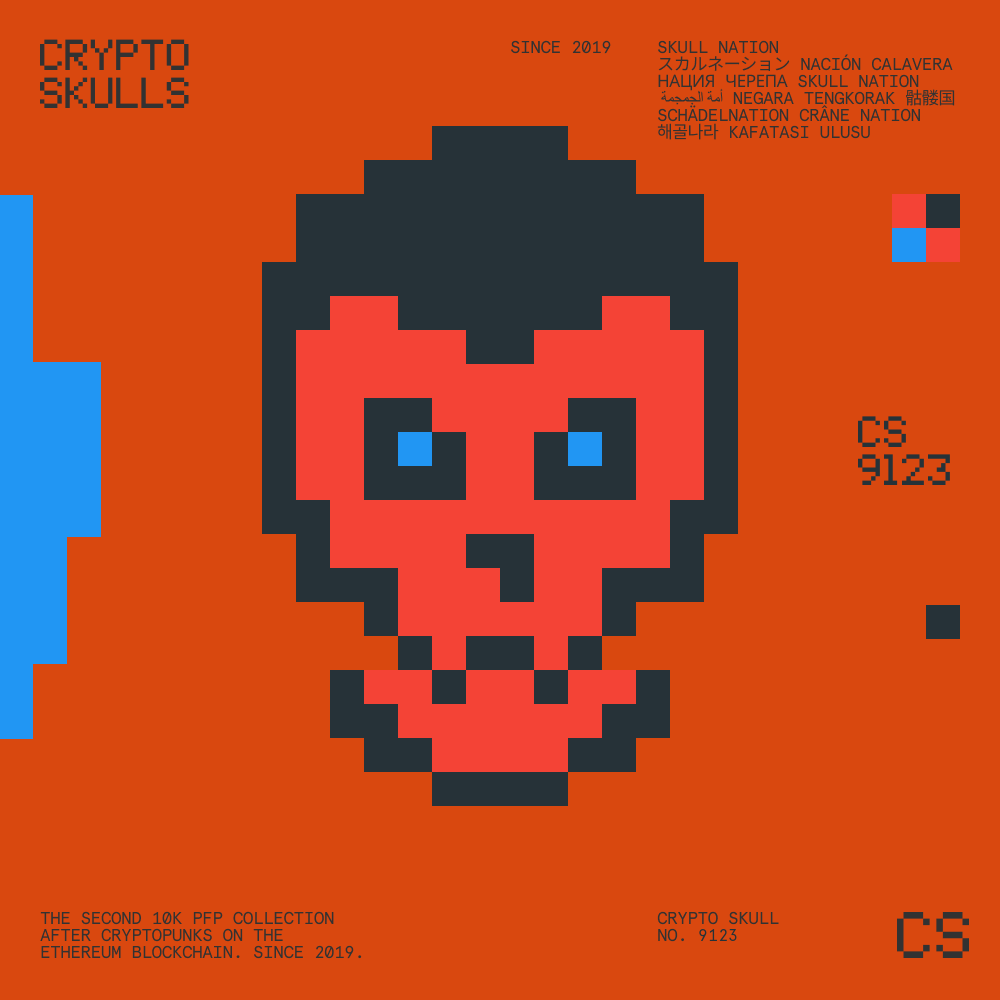 CRYPTO
SKULLS
SINCE 2019
SKULL NATION
スカルネーション NACIÓN CALAVERA
НАЦИЯ ЧЕРЕПА SKULL NATION
أمة الجمجمة NEGARA TENGKORAK 骷髅国
SCHÄDELNATION CRÂNE NATION
해골나라 KAFATASI ULUSU
CS
9123
THE SECOND 10K PFP COLLECTION
AFTER CRYPTOPUNKS ON THE
ETHEREUM BLOCKCHAIN. SINCE 2019.
CRYPTO SKULL
NO. 9123
CS